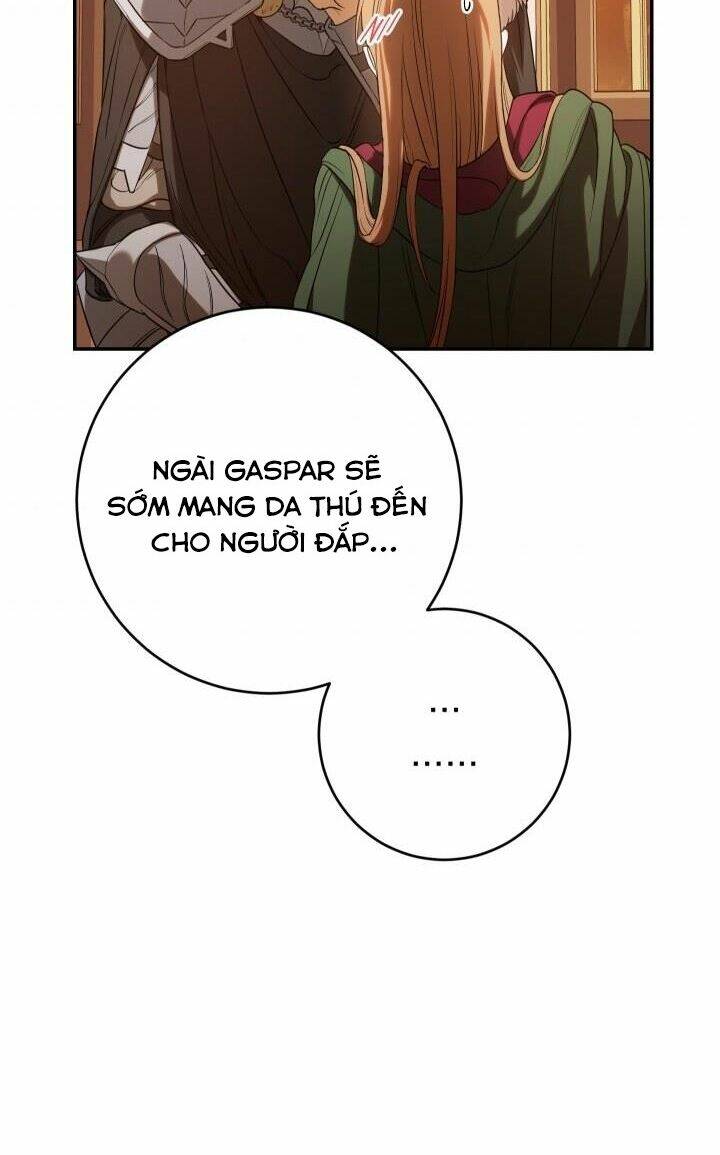 NGÀI GASPAR SẼ
SỚM MANG DA THÚ ĐẾN
CHO NGƯỜI ĐẮP...
...
......